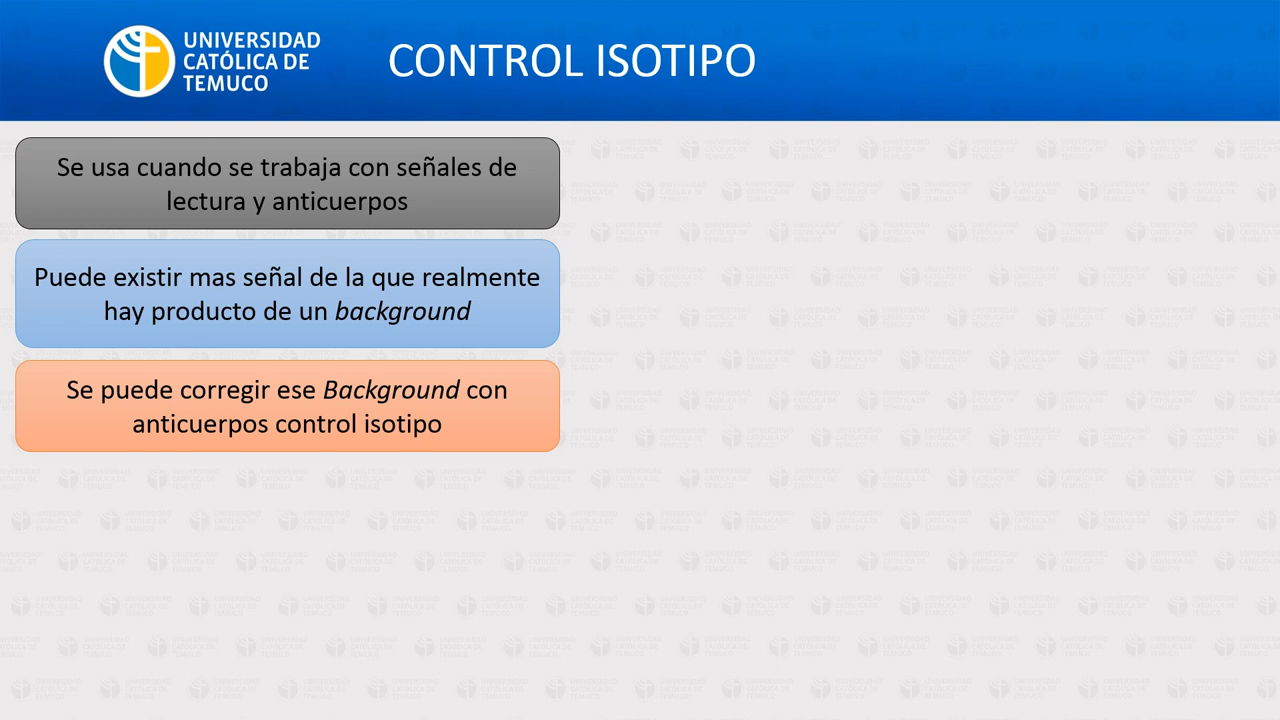 UNIVERSIDAD
CATÓLICA DE
TEMUCO
CONTROL ISOTIPO
Se usa cuando se trabaja con señales de
lectura y anticuerpos
Puede existir mas señal de la que realmente
hay producto de un background
Se puede corregir ese Background con
anticuerpos control isotipo